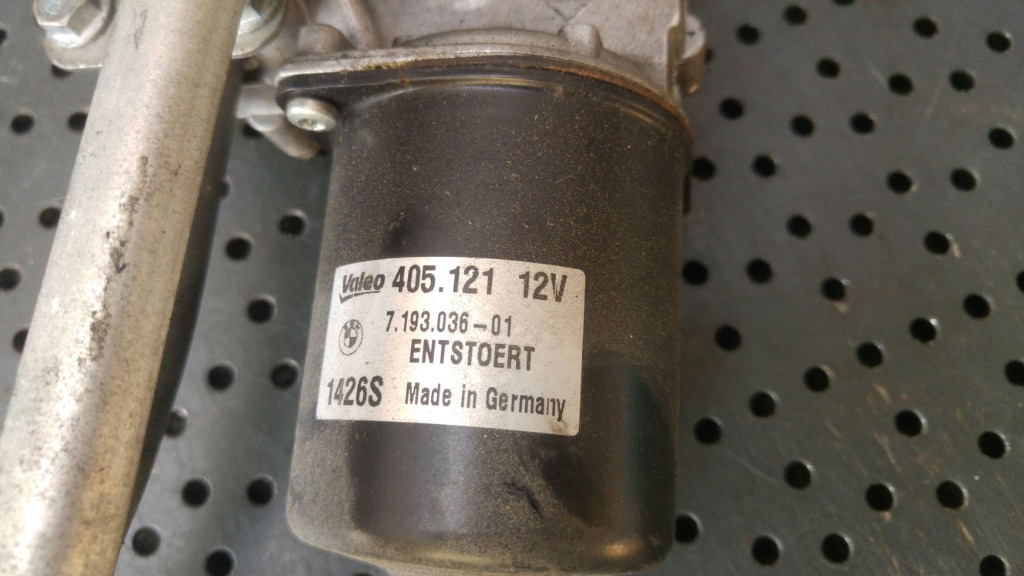 Valeo 405.121 12V
7.193.036-01
ENTSTOERT
1426S Made in Germany